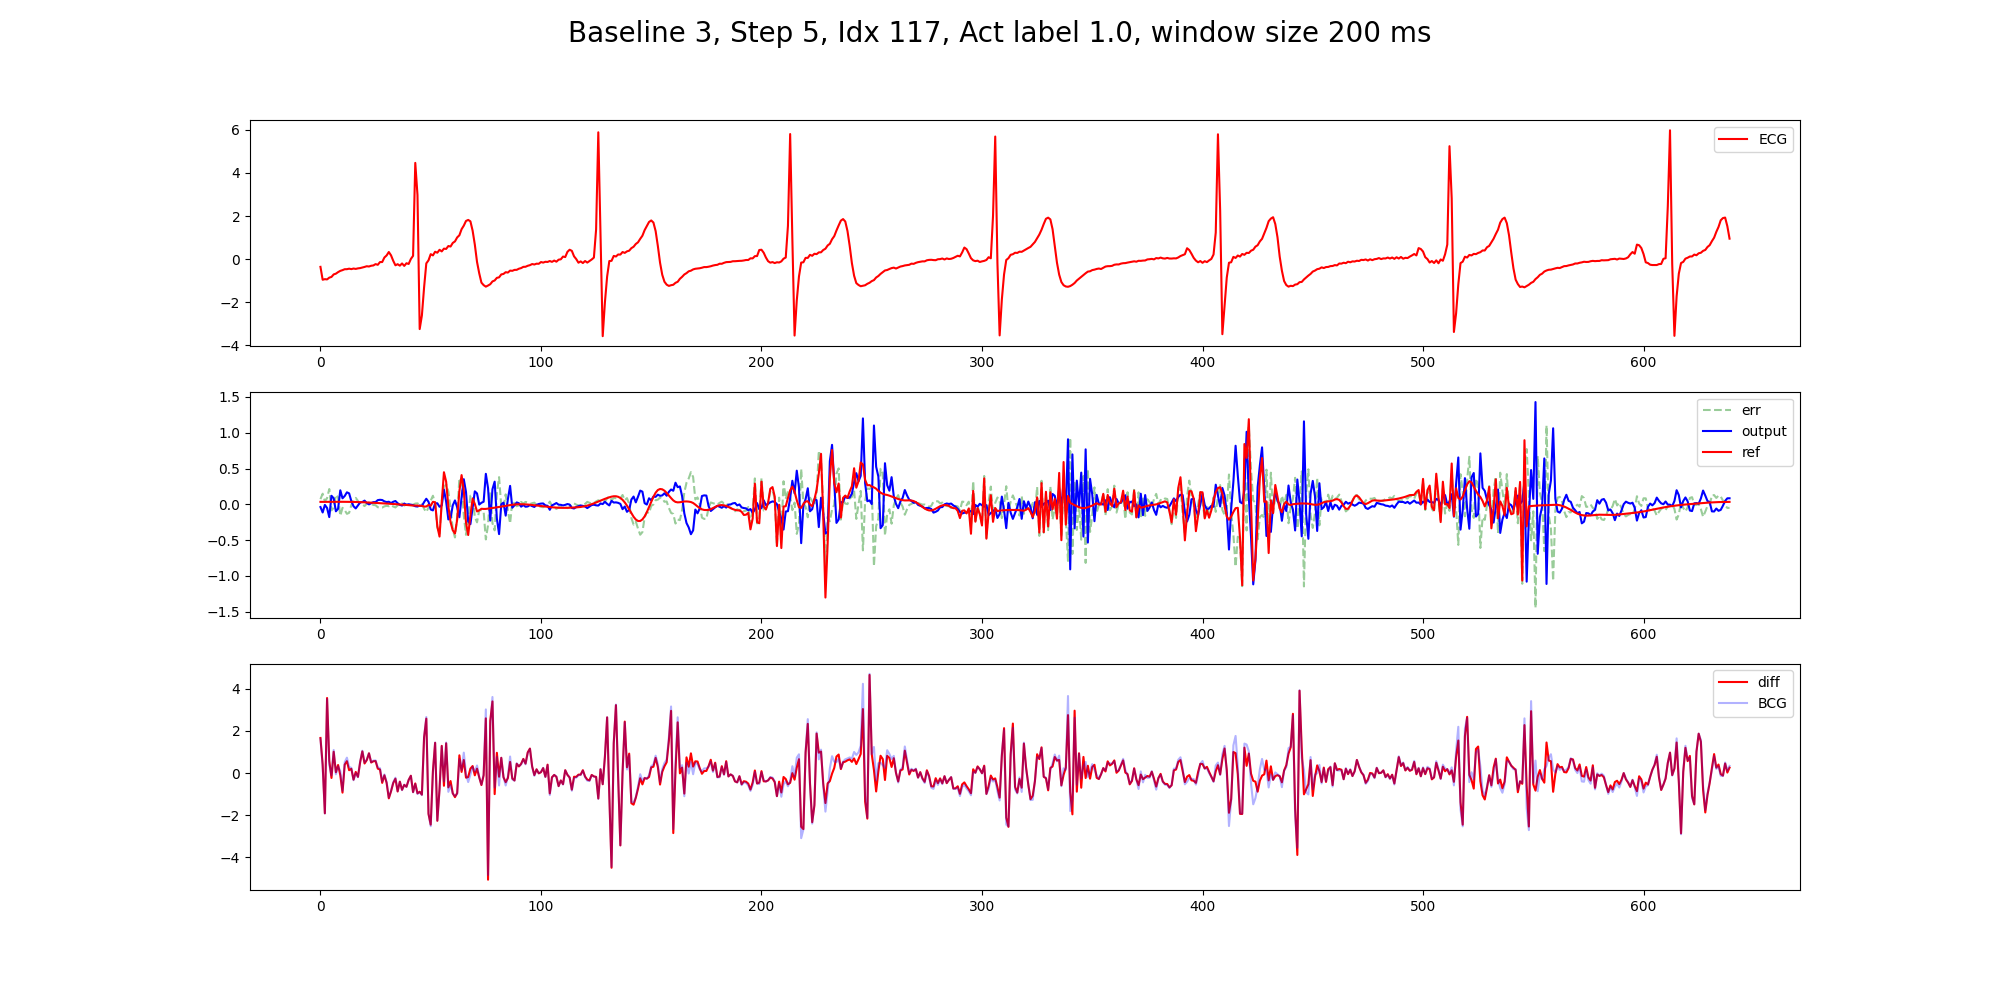 Baseline 3, Step 5, Idx 117, Act label 1.0, window size 200 ms
6
4
2
0
−2
−4
ECG
0 100 200 300 400 500 600
1.5
1.0
0.5
0.0
−0.5
−1.0
−1.5
err
output
ref
0 100 200 300 400 500 600
4
2
0
−2
−4
diff
BCG
0 100 200 300 400 500 600